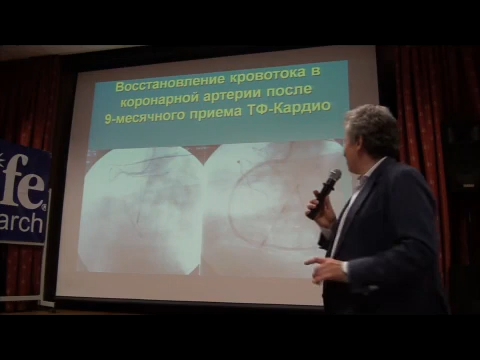 Восстановление кровотока в
коронарной артерии после
9-месячного приема ТФ-Кардио
fe®
arch